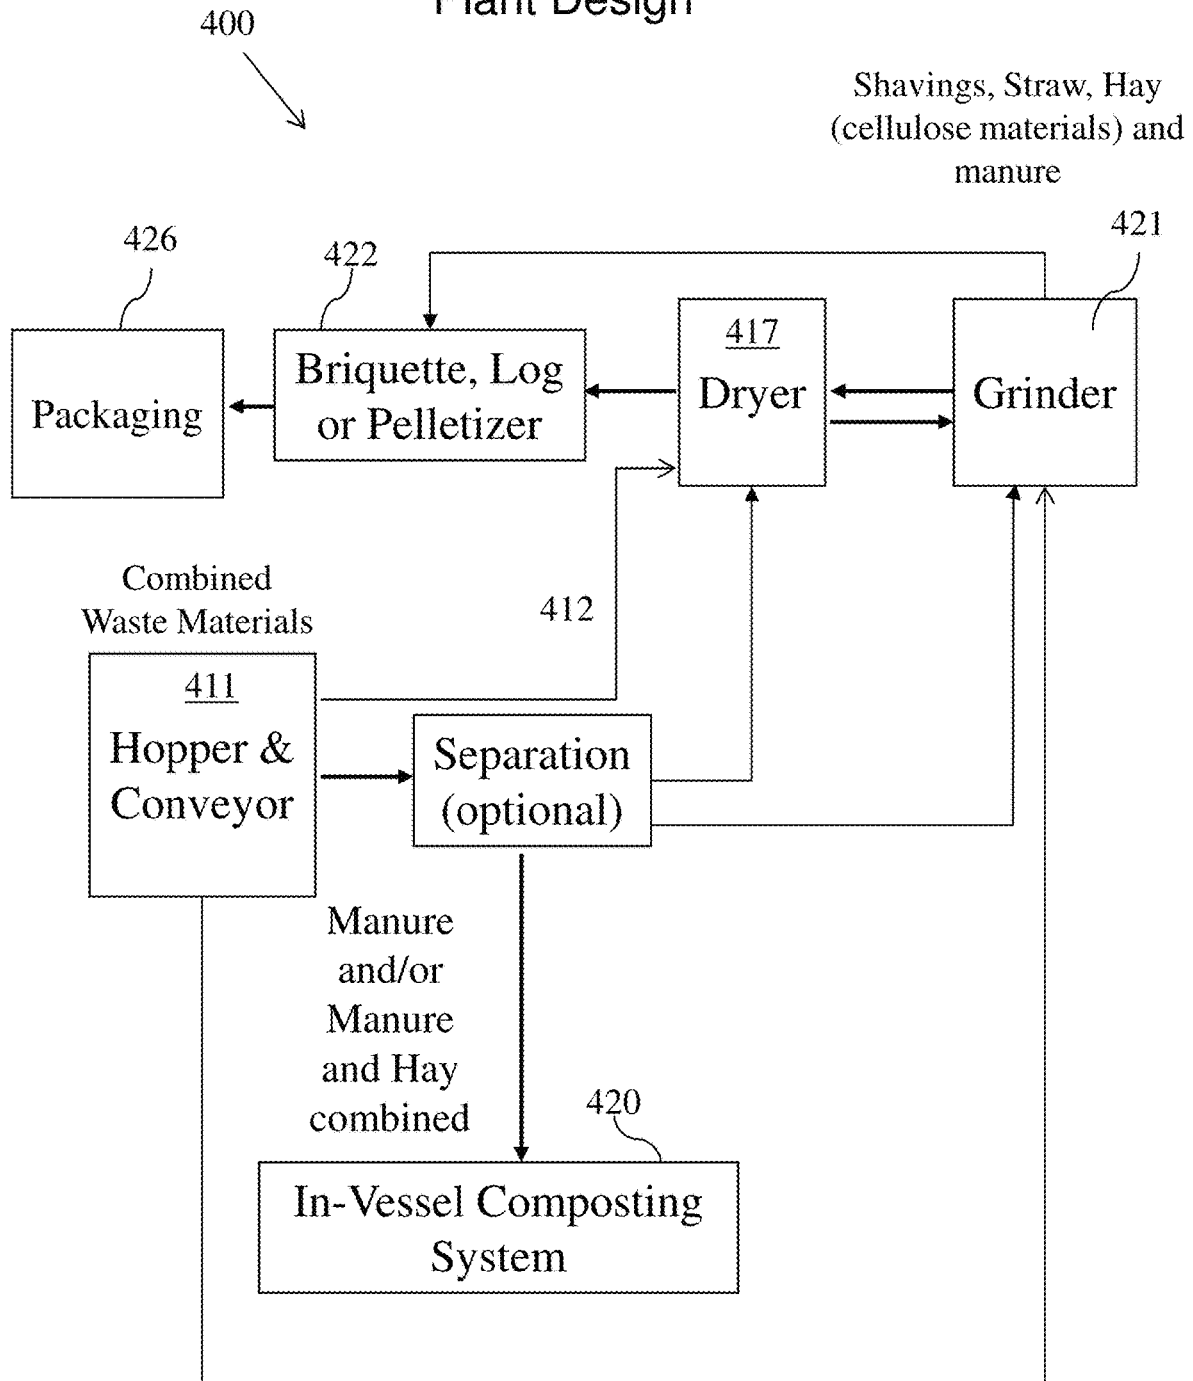 Plant Design
400
Shavings, Straw, Hay
(cellulose materials) and
manure
421
426
422
417
Briquette, Log
or Pelletizer
Dryer
Grinder
Packaging
Combined
Waste Materials
412
411
Hopper &
Conveyor
Separation
(optional)
Manure
and/or
Manure
and Hay
combined
420
In-Vessel Composting
System